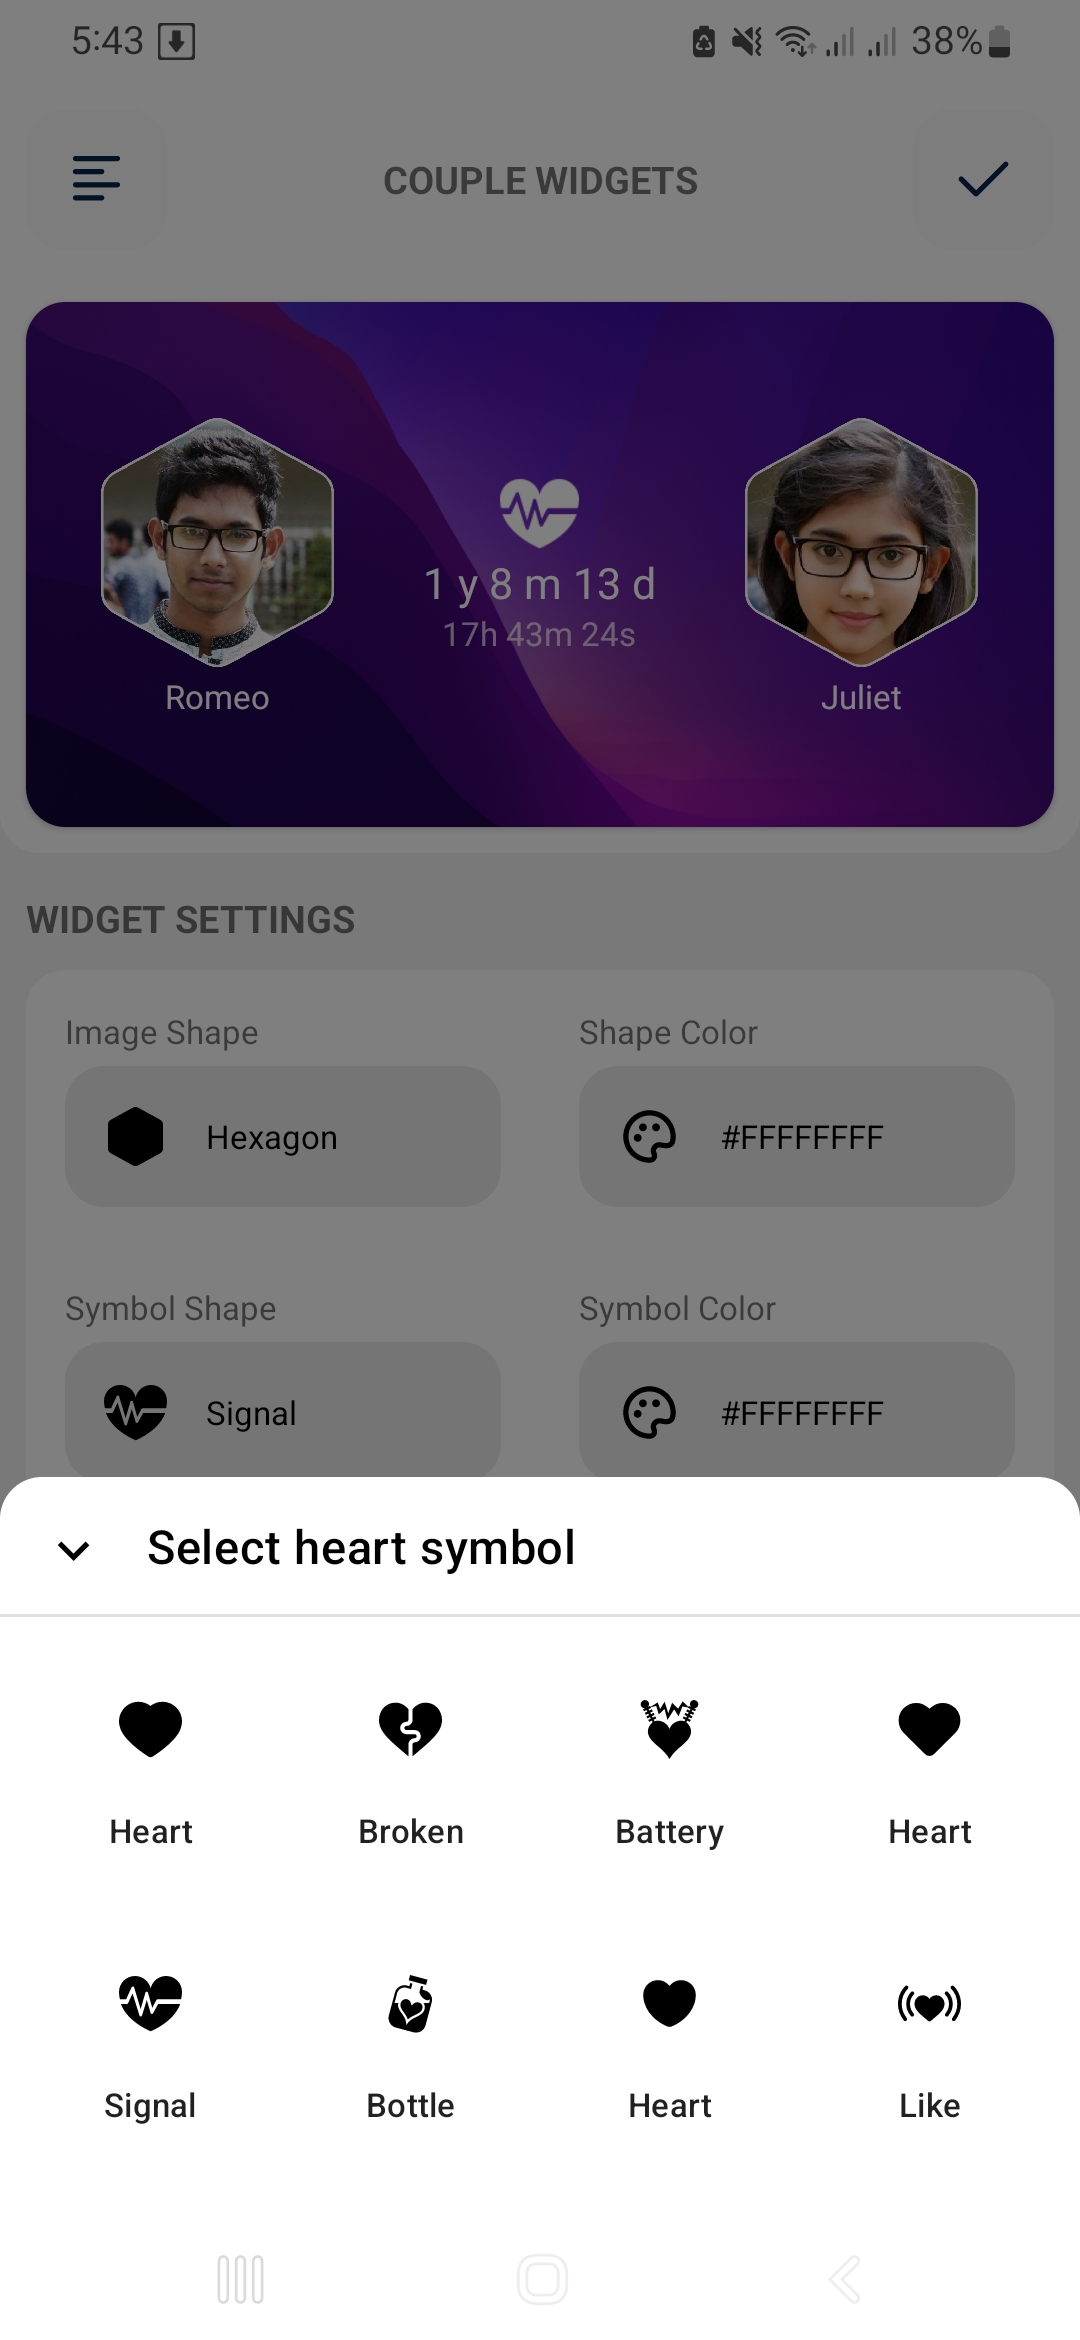 5:43 38%
COUPLE WIDGETS
1 y 8 m 13 d
17h 43m 24s
Romeo Juliet
WIDGET SETTINGS
Image Shape Shape Color
Hexagon #FFFFFFFF
Symbol Shape Symbol Color
Signal #FFFFFFFF
Select heart symbol
Heart Broken Battery Heart
Signal Bottle Heart Like